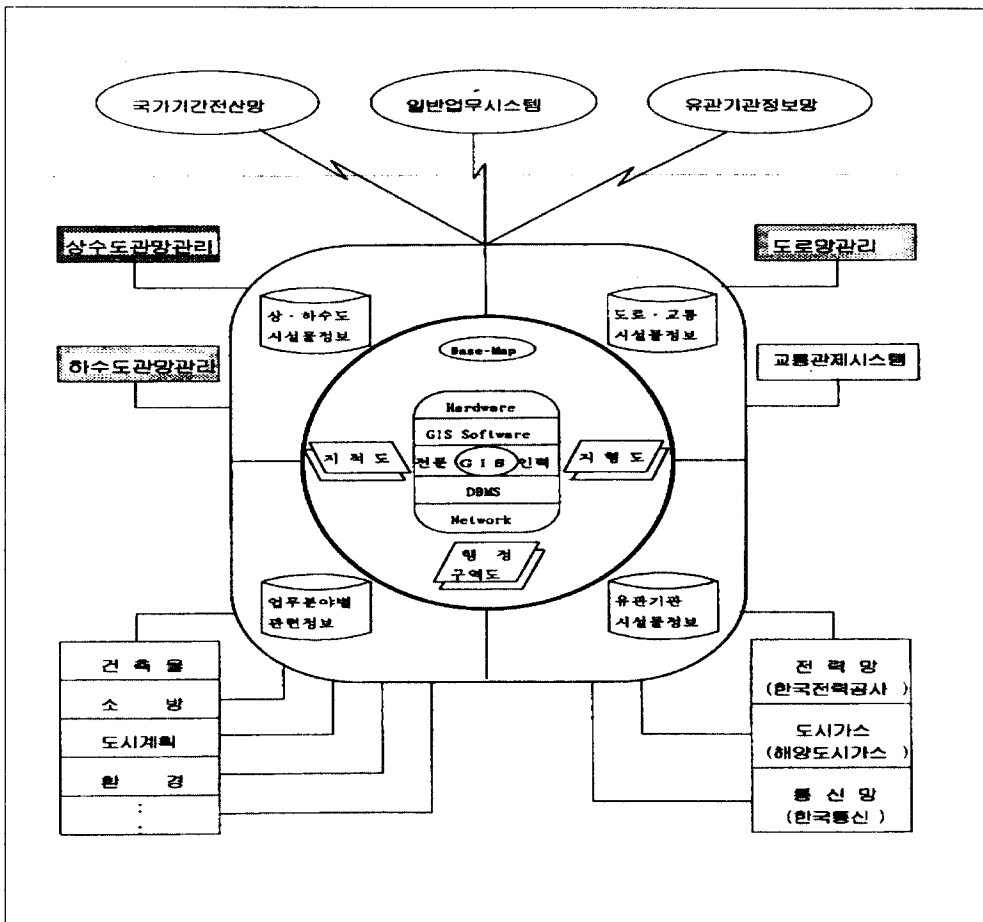 국가기간전산망
일반업무시스템
유관기관정보망
상수도관망관리
도로망관리
상·하수도
시설물정보
도로·교통
시설물정보
Base-Map
하수도관망관리
교통관제시스템
Hardware
GIS Software
지적도
전문 GIS 인력
지형도
DBMS
Network
행 정
구역도
업무분야별
관련정보
유관기관
시설물정보
건 축 물
소 방
도시계획
환 경
:
전 력 망
(한국전력공사)
도시가스
(해양도시가스)
통 신 망
(한국통신)